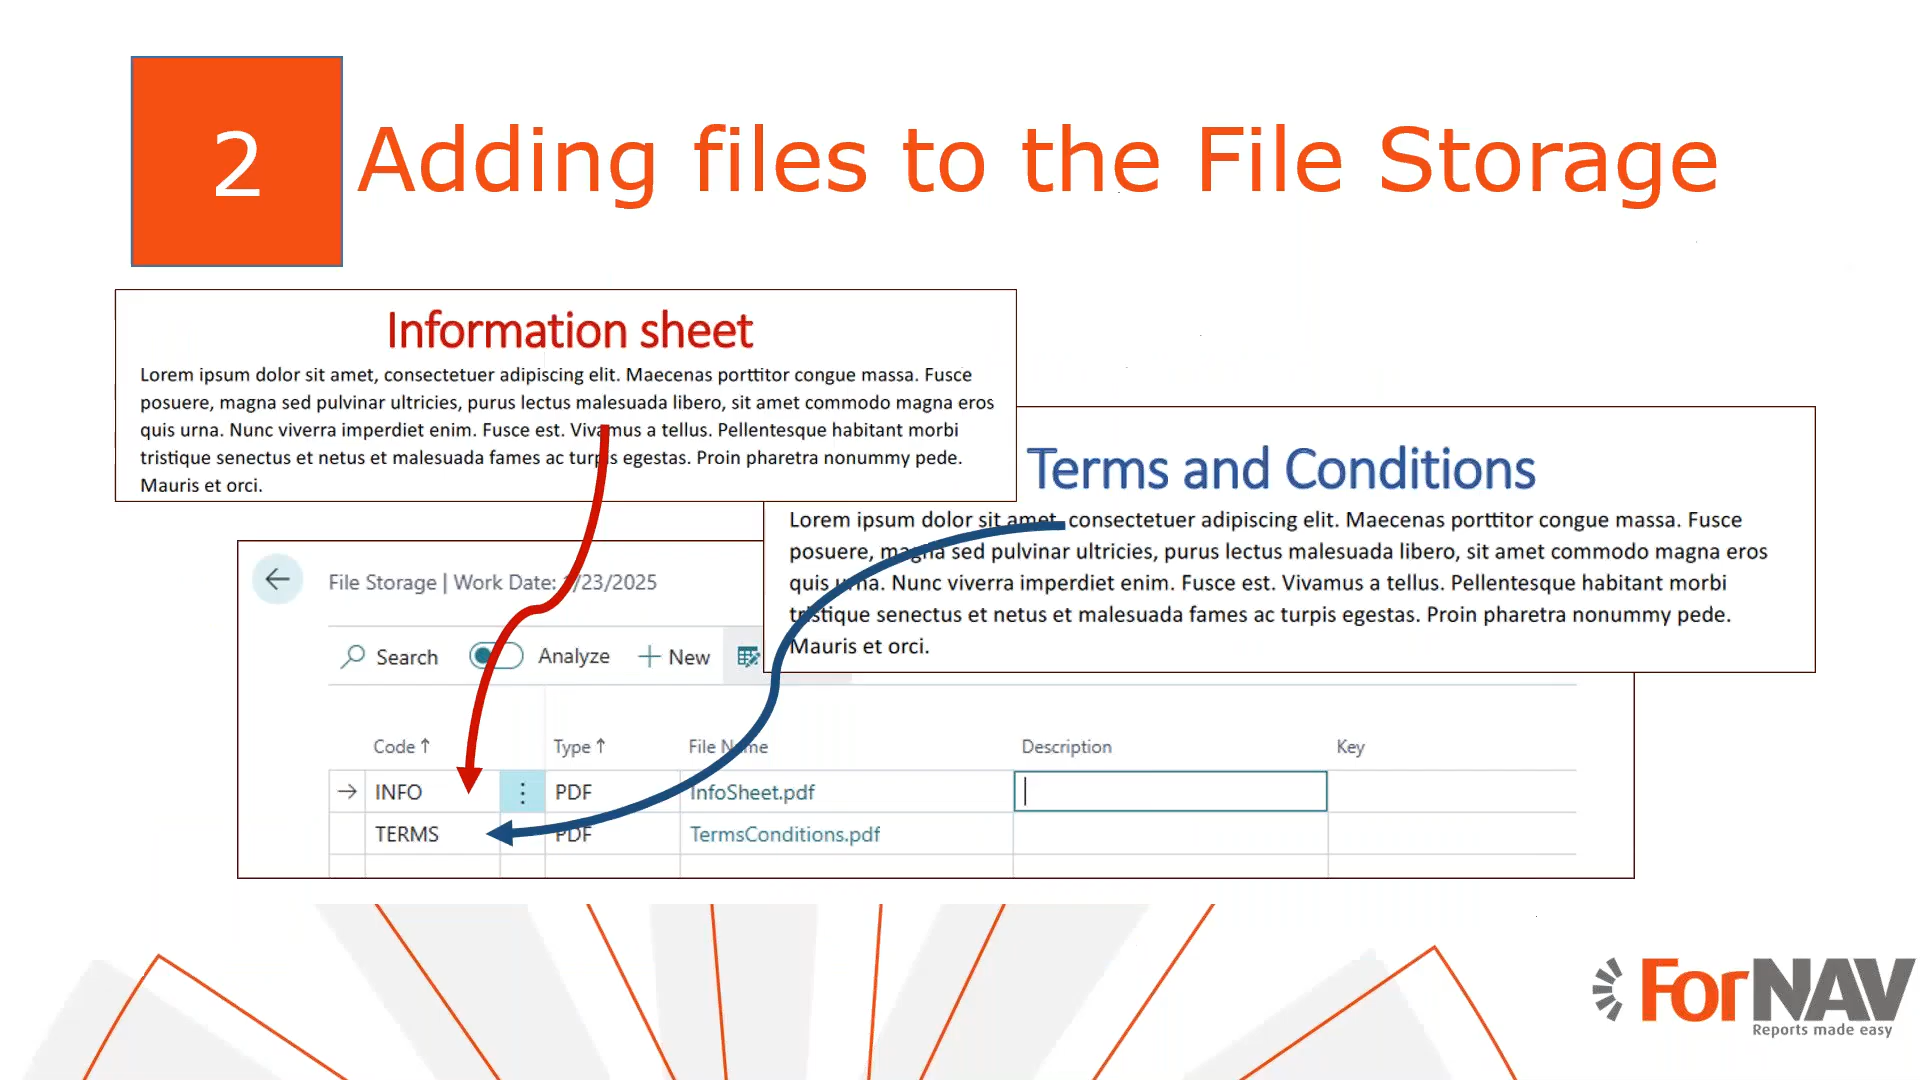 2
Adding files to the File Storage
Information sheet
Lorem ipsum dolor sit amet, consectetuer adipiscing elit. Maecenas porttitor congue massa. Fusce
posuere, magna sed pulvinar ultricies, purus lectus malesuada libero, sit amet commodo magna eros
quis urna. Nunc viverra imperdiet enim. Fusce est. Vivamus a tellus. Pellentesque habitant morbi
tristique senectus et netus et malesuada fames ac turpis egestas. Proin pharetra nonummy pede.
Mauris et orci.
Terms and Conditions
Lorem ipsum dolor sit amet, consectetuer adipiscing elit. Maecenas porttitor congue massa. Fusce
posuere, magna sed pulvinar ultricies, purus lectus malesuada libero, sit amet commodo magna eros
quis urna. Nunc viverra imperdiet enim. Fusce est. Vivamus a tellus. Pellentesque habitant morbi
tristique senectus et netus et malesuada fames ac turpis egestas. Proin pharetra nonummy pede.
Mauris et orci.
File Storage | Work Date: /23/2025
Search Analyze + New
Code ↑ Type ↑ File Name Description Key
→ INFO PDF InfoSheet.pdf
TERMS PDF TermsConditions.pdf
ForNAV
Reports made easy